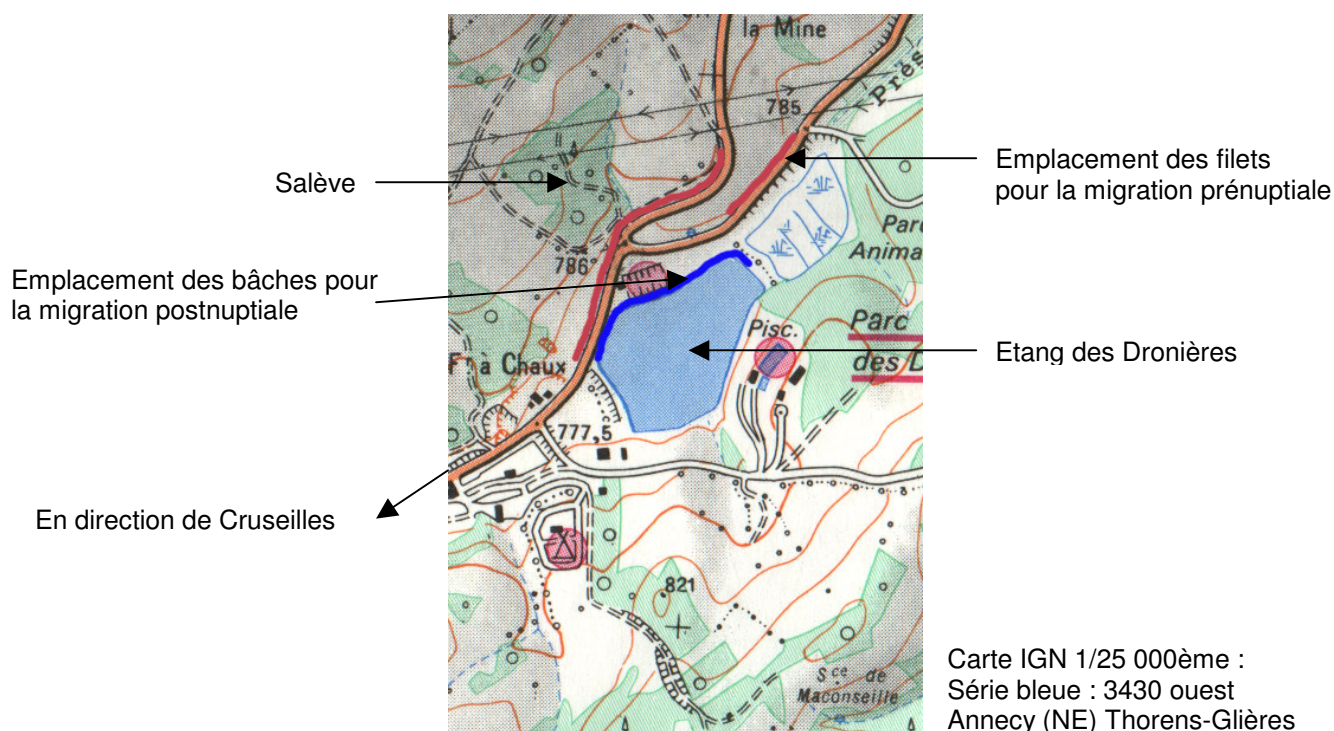 la Mine
785
Prés
Salève
Emplacement des filets
pour la migration prénuptiale
Parc
Anima
786
Emplacement des bâches pour
la migration postnuptiale
Pisc.
Parc
des D
Etang des Dronières
Fr à Chaux
777,5
En direction de Cruseilles
821
Sce de
Maconseille
Carte IGN 1/25 000ème :
Série bleue : 3430 ouest
Annecy (NE) Thorens-Glières